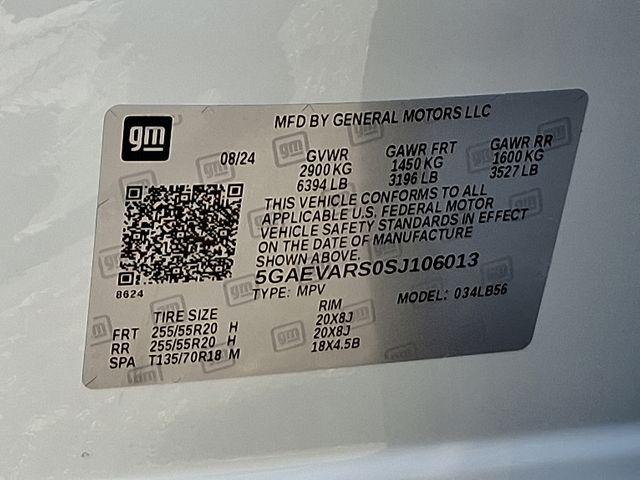 MFD BY GENERAL MOTORS LLC
gm
08/24 GVWR GAWR FRT GAWR RR
2900 KG 1450 KG 1600 KG
6394 LB 3196 LB 3527 LB
THIS VEHICLE CONFORMS TO ALL
APPLICABLE U.S. FEDERAL MOTOR
VEHICLE SAFETY STANDARDS IN EFFECT
ON THE DATE OF MANUFACTURE
SHOWN ABOVE.
5GAEVARS0SJ106013
8624 TYPE: MPV MODEL: 034LB56
TIRE SIZE RIM
FRT 255/55R20 H 20X8J
RR 255/55R20 H 20X8J
SPA T135/70R18 M 18X4.5B